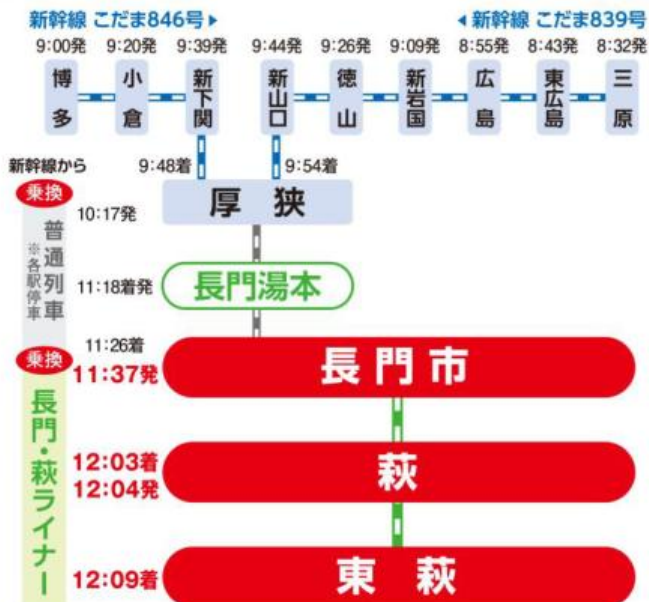 新幹線 こだま846号▶
◀新幹線 こだま839号
9:00発 9:20発 9:39発 9:44発 9:26発 9:09発 8:55発 8:43発 8:32発
博多 小倉 新下関 新山口 徳山 新岩国 広島 東広島 三原
新幹線から
9:48着
9:54着
乗換
厚狭
10:17発
普通列車
※各駅停車
11:18着発
長門湯本
11:26着
乗換
11:37発
長門市
長門・萩ライナー
12:03着
12:04発
萩
12:09着
東萩